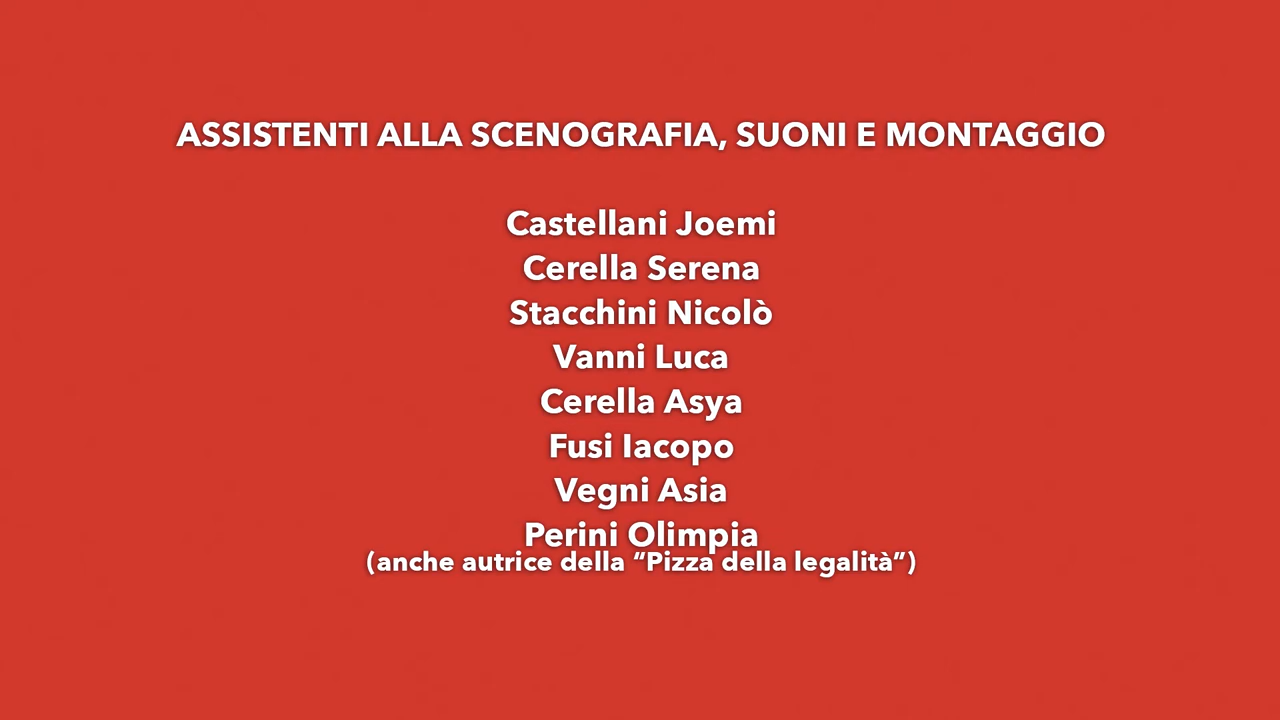 ASSISTENTI ALLA SCENOGRAFIA, SUONI E MONTAGGIO
Castellani Joemi
Cerella Serena
Stacchini Nicolò
Vanni Luca
Cerella Asya
Fusi Iacopo
Vegni Asia
Perini Olimpia
(anche autrice della “Pizza della legalità”)